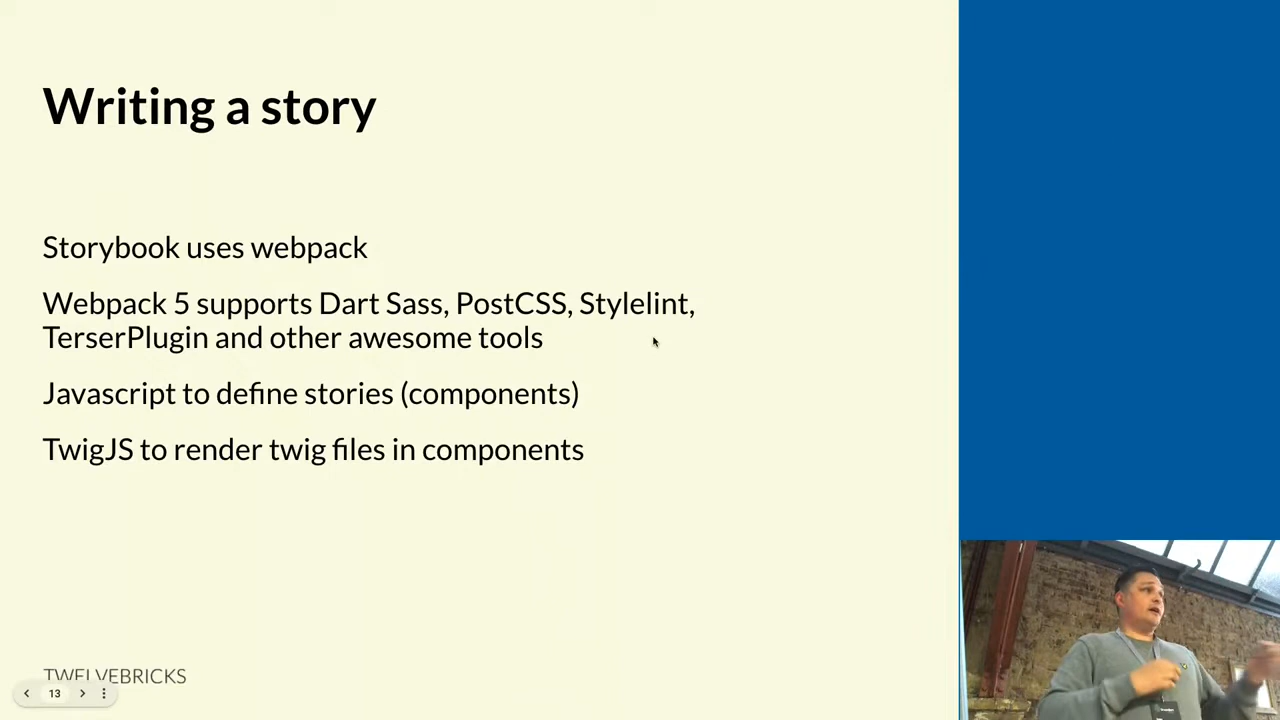 Writing a story
Storybook uses webpack
Webpack 5 supports Dart Sass, PostCSS, Stylelint,
TerserPlugin and other awesome tools
Javascript to define stories (components)
TwigJS to render twig files in components
TWELVEBRICKS
13